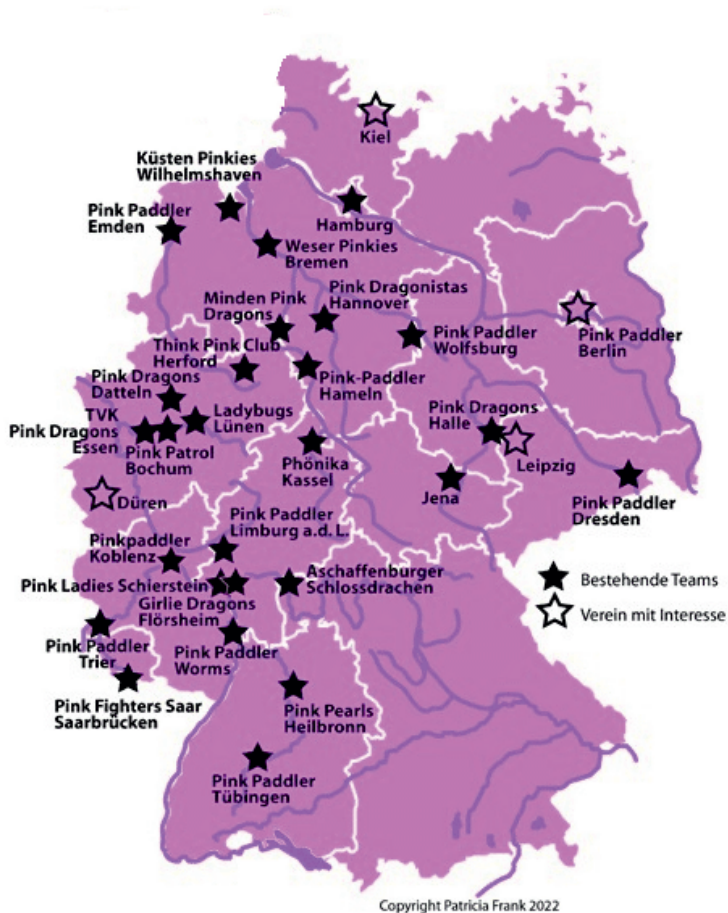 Kiel
Küsten Pinkies
Wilhelmshaven
Pink Paddler
Emden
Hamburg
Weser Pinkies
Bremen
Minden Pink
Dragons
Pink Dragonistas
Hannover
Pink Paddler
Wolfsburg
Pink Paddler
Berlin
Think Pink Club
Herford
Pink-Paddler
Hameln
Pink Dragons
Datteln
TVK
Pink Dragons
Essen
Ladybugs
Lünen
Pink Patrol
Bochum
Pink Dragons
Halle
Leipzig
Phönika
Kassel
Jena
Pink Paddler
Dresden
Düren
Pink Paddler
Limburg a.d. L.
Pinkpaddler
Koblenz
Pink Ladies Schierstein
Girlie Dragons
Flörsheim
Aschaffenburger
Schlossdrachen
Bestehende Teams
Verein mit Interesse
Pink Paddler
Trier
Pink Paddler
Worms
Pink Fighters Saar
Saarbrücken
Pink Pearls
Heilbronn
Pink Paddler
Tübingen
Copyright Patricia Frank 2022